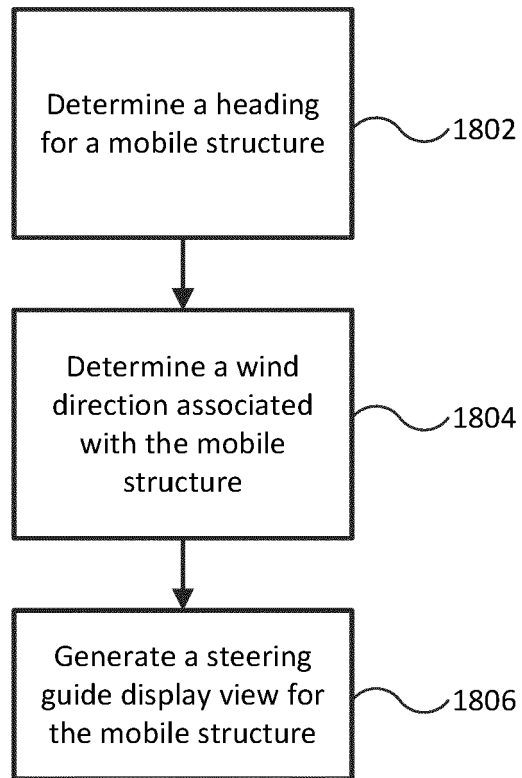 Determine a heading
for a mobile structure
1802
Determine a wind
direction associated
with the mobile
structure
1804
Generate a steering
guide display view for
the mobile structure
1806